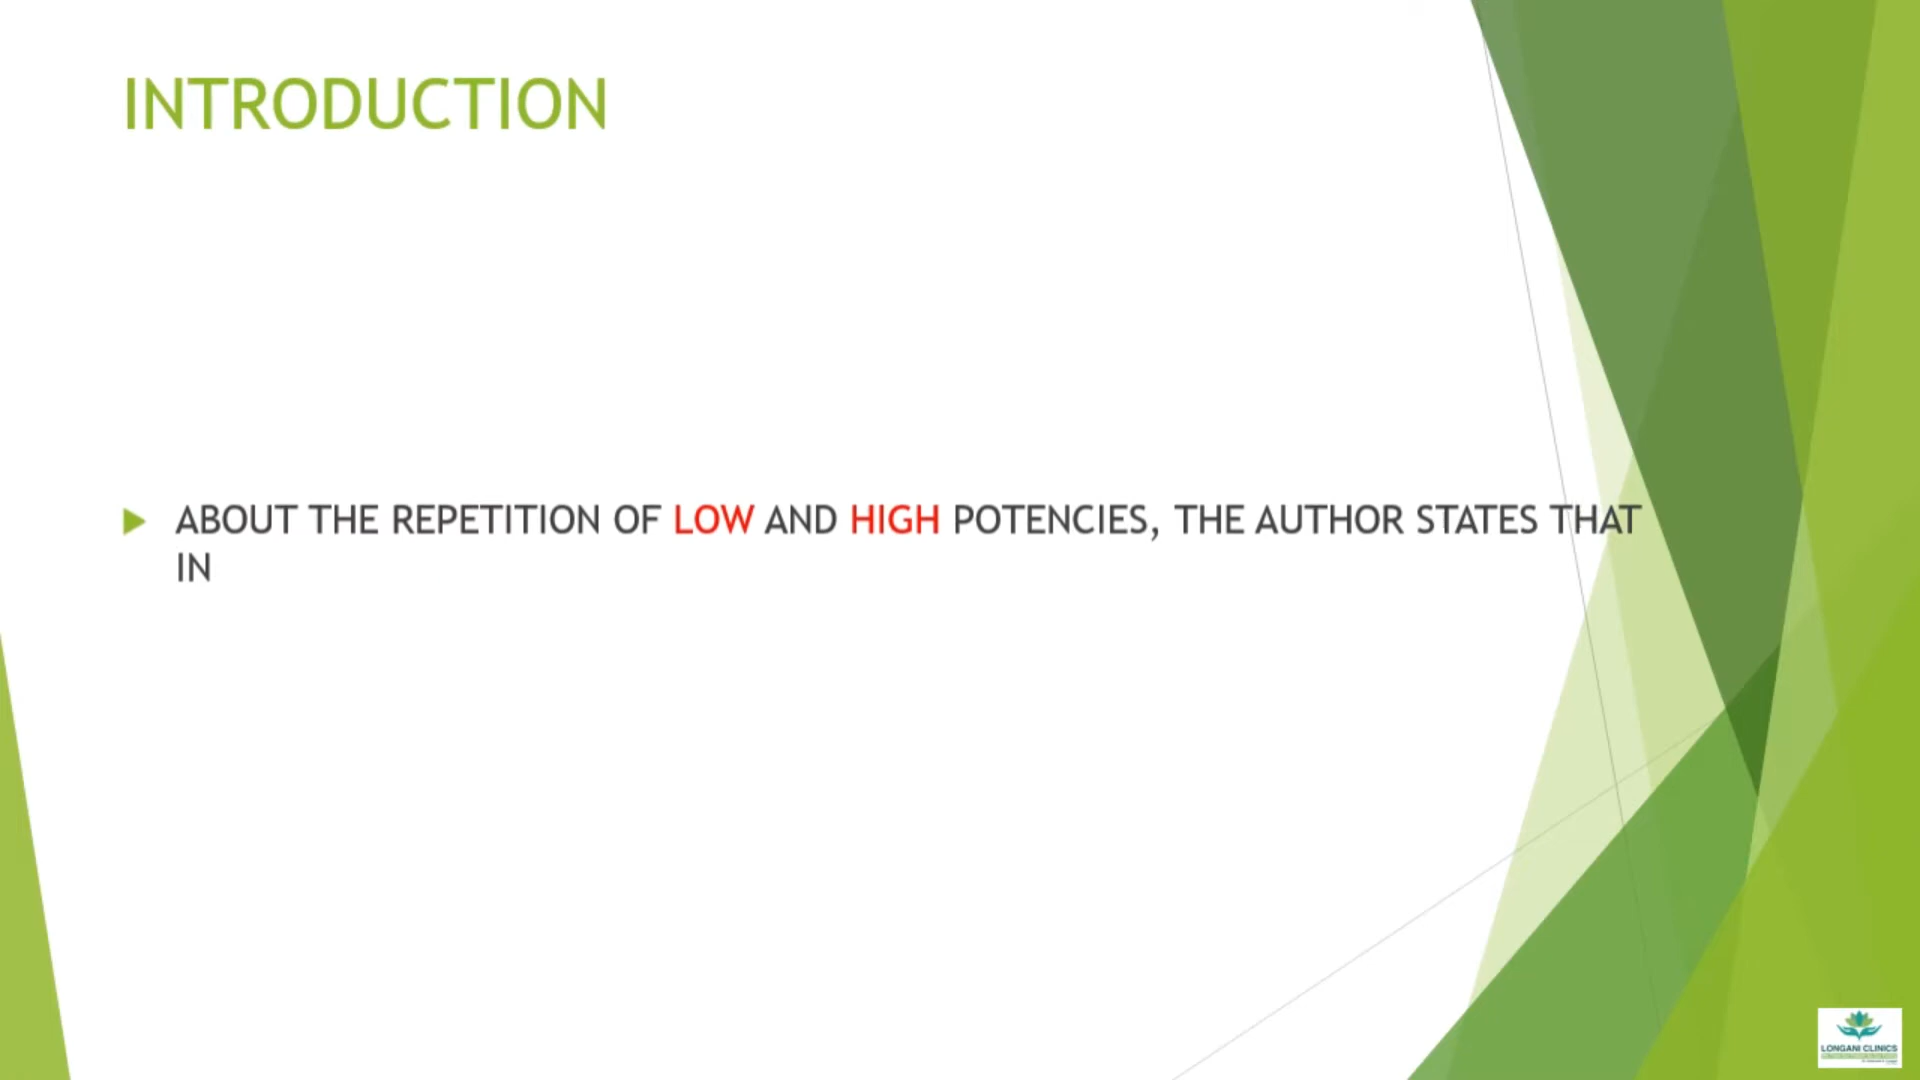 INTRODUCTION
ABOUT THE REPETITION OF LOW AND HIGH POTENCIES, THE AUTHOR STATES THAT
IN
LONGANI CLINICS